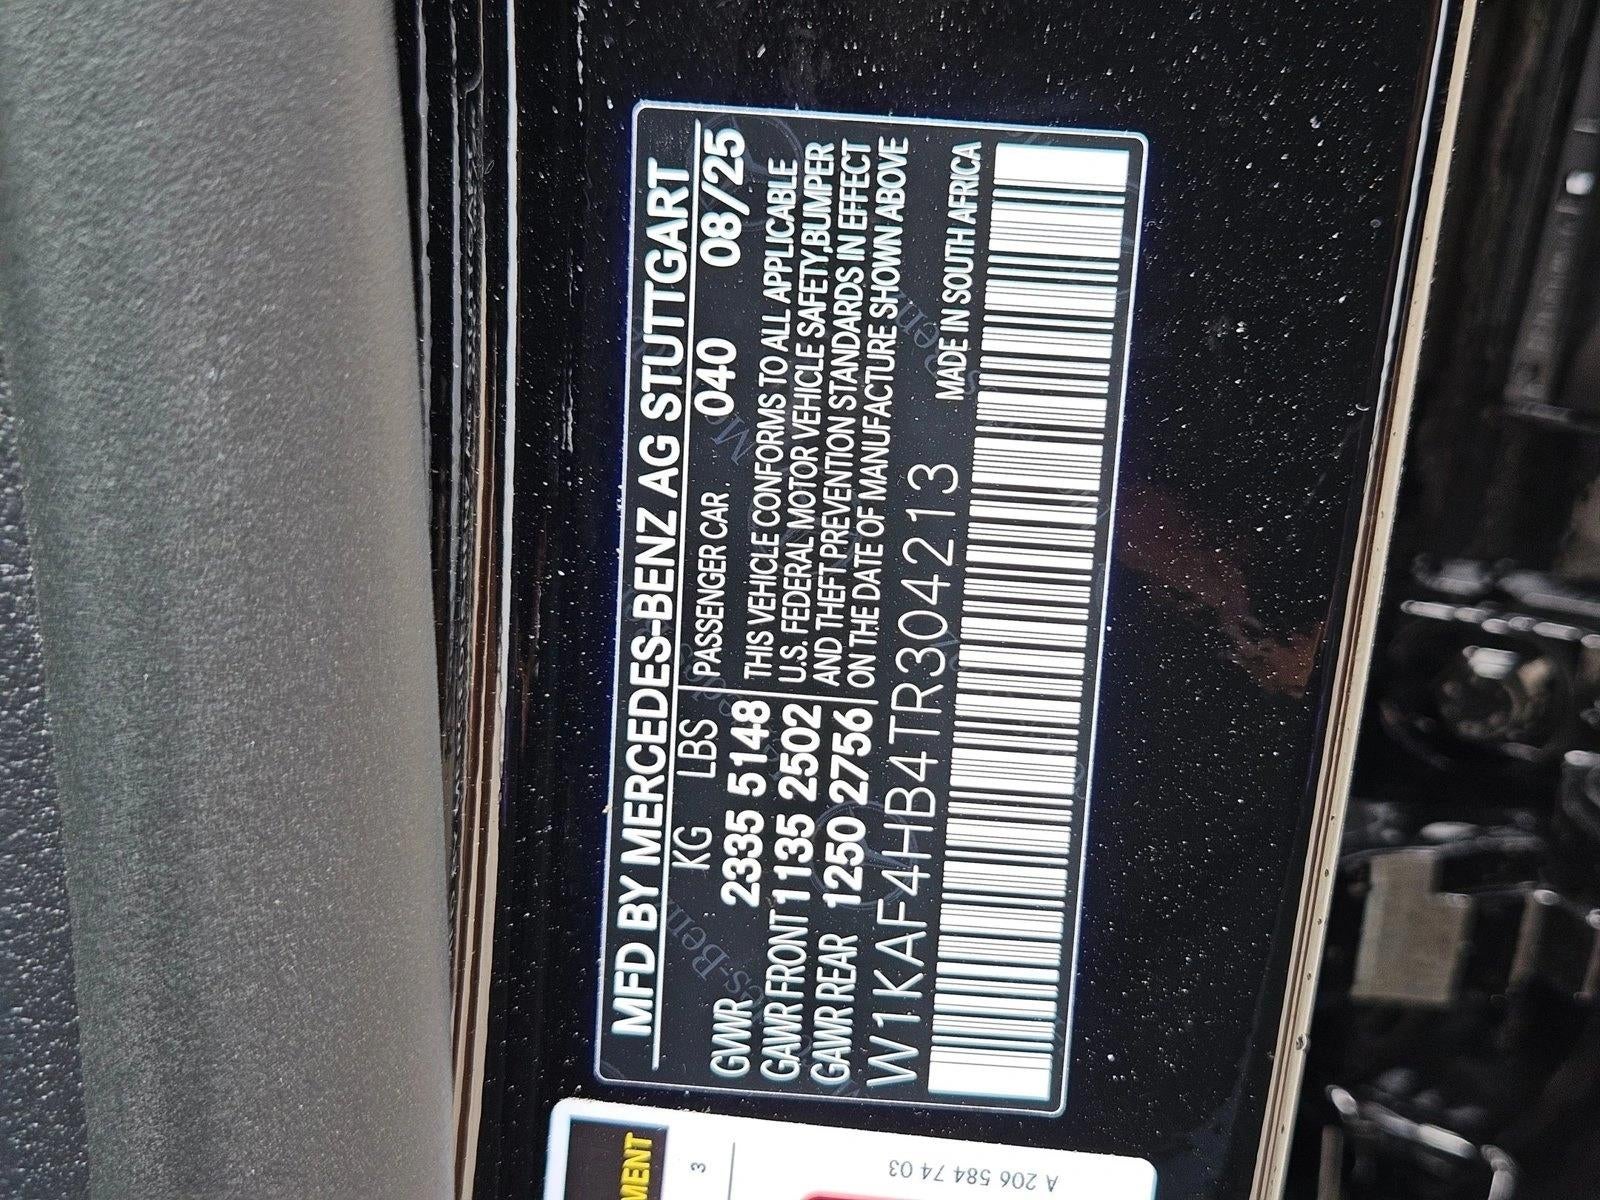 MFD BY MERCEDES-BENZ AG STUTTGART
KG LBS PASSENGER CAR 040 08/25
GVWR 2335 5148
GAWR FRONT 1135 2502
GAWR REAR 1250 2756
THIS VEHICLE CONFORMS TO ALL APPLICABLE
U.S. FEDERAL MOTOR VEHICLE SAFETY,BUMPER
AND THEFT PREVENTION STANDARDS IN EFFECT
ON THE DATE OF MANUFACTURE SHOWN ABOVE
W1KAF4HB4TR304213 MADE IN SOUTH AFRICA
MENT
3
A 206 584 74 03